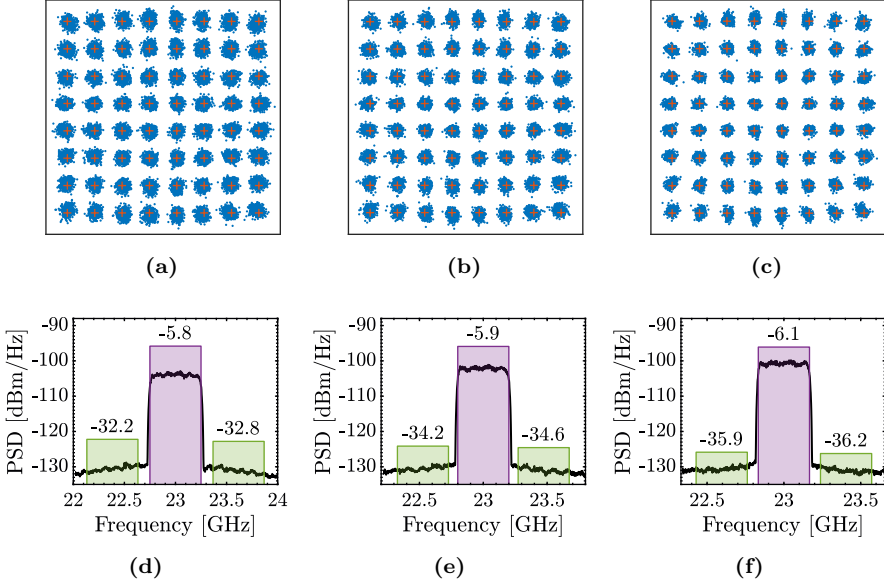 (a) (b) (c)
-88 -88 -88
-5.8 -5.9 -6.1
-100 -100 -100
-110 -110 -110
-32.2 -32.8 -34.2 -34.6 -35.9 -36.2
-120 -120 -120
-130 -130 -130
PSD [dBm/Hz] PSD [dBm/Hz] PSD [dBm/Hz]
22 22.5 23 23.5 24 22.5 23 23.5 22.5 23 23.5
Frequency [GHz] Frequency [GHz] Frequency [GHz]
(d) (e) (f)